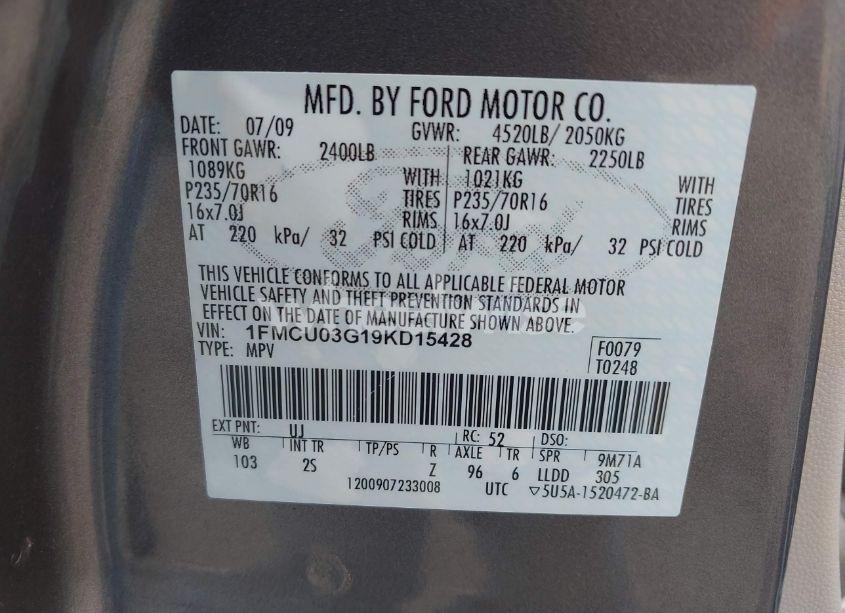 MFD. BY FORD MOTOR CO.
DATE: 07/09 GVWR: 4520LB/ 2050KG
FRONT GAWR: 2400LB REAR GAWR: 2250LB
1089KG WITH 1021KG WITH
P235/70R16 TIRES P235/70R16 TIRES
16x7.0J RIMS 16x7.0J RIMS
AT 220 kPa/ 32 PSI COLD AT 220 kPa/ 32 PSI COLD
THIS VEHICLE CONFORMS TO ALL APPLICABLE FEDERAL MOTOR
VEHICLE SAFETY AND THEFT PREVENTION STANDARDS IN
EFFECT ON THE DATE OF MANUFACTURE SHOWN ABOVE.
VIN: 1FMCU03G19KD15428 F0079
TYPE: MPV T0248
EXT PNT: UJ RC: 52 DSO:
WB INT TR TP/PS R AXLE TR SPR 9M71A
103 2S Z 96 6 LLDD 305
1200907233008 UTC ▽5U5A-1520472-BA